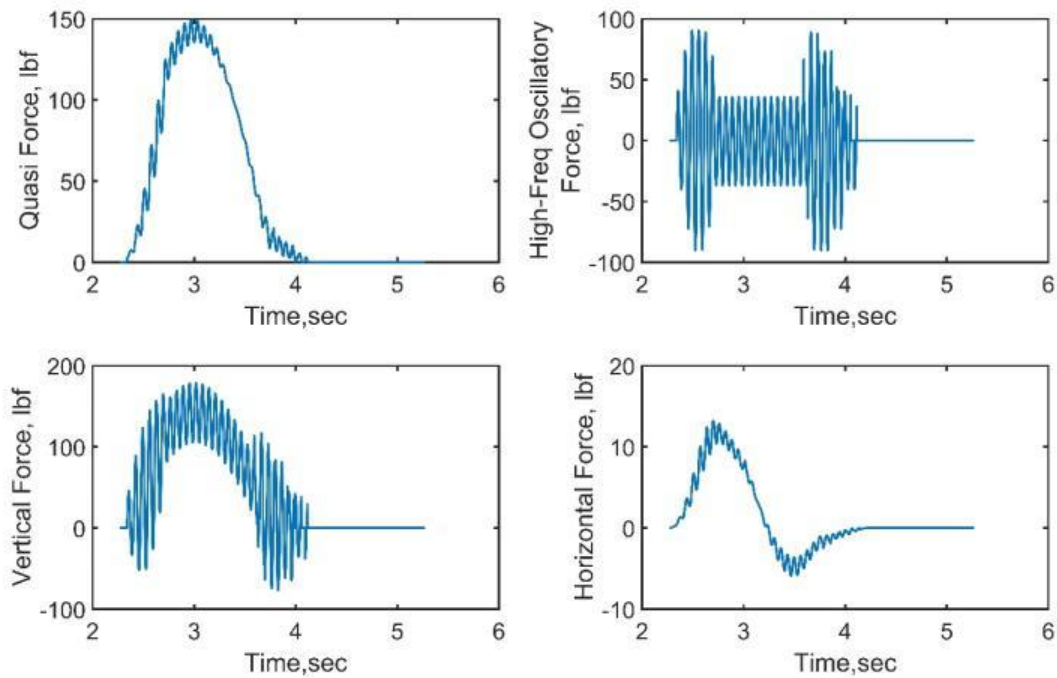 150
100
50
0
Quasi Force, lbf
2 3 4 5 6
Time,sec
100
50
0
-50
-100
High-Freq Oscillatory
Force, lbf
2 3 4 5 6
Time,sec
200
100
0
-100
Vertical Force, lbf
2 3 4 5 6
Time,sec
20
10
0
-10
Horizontal Force, lbf
2 3 4 5 6
Time,sec